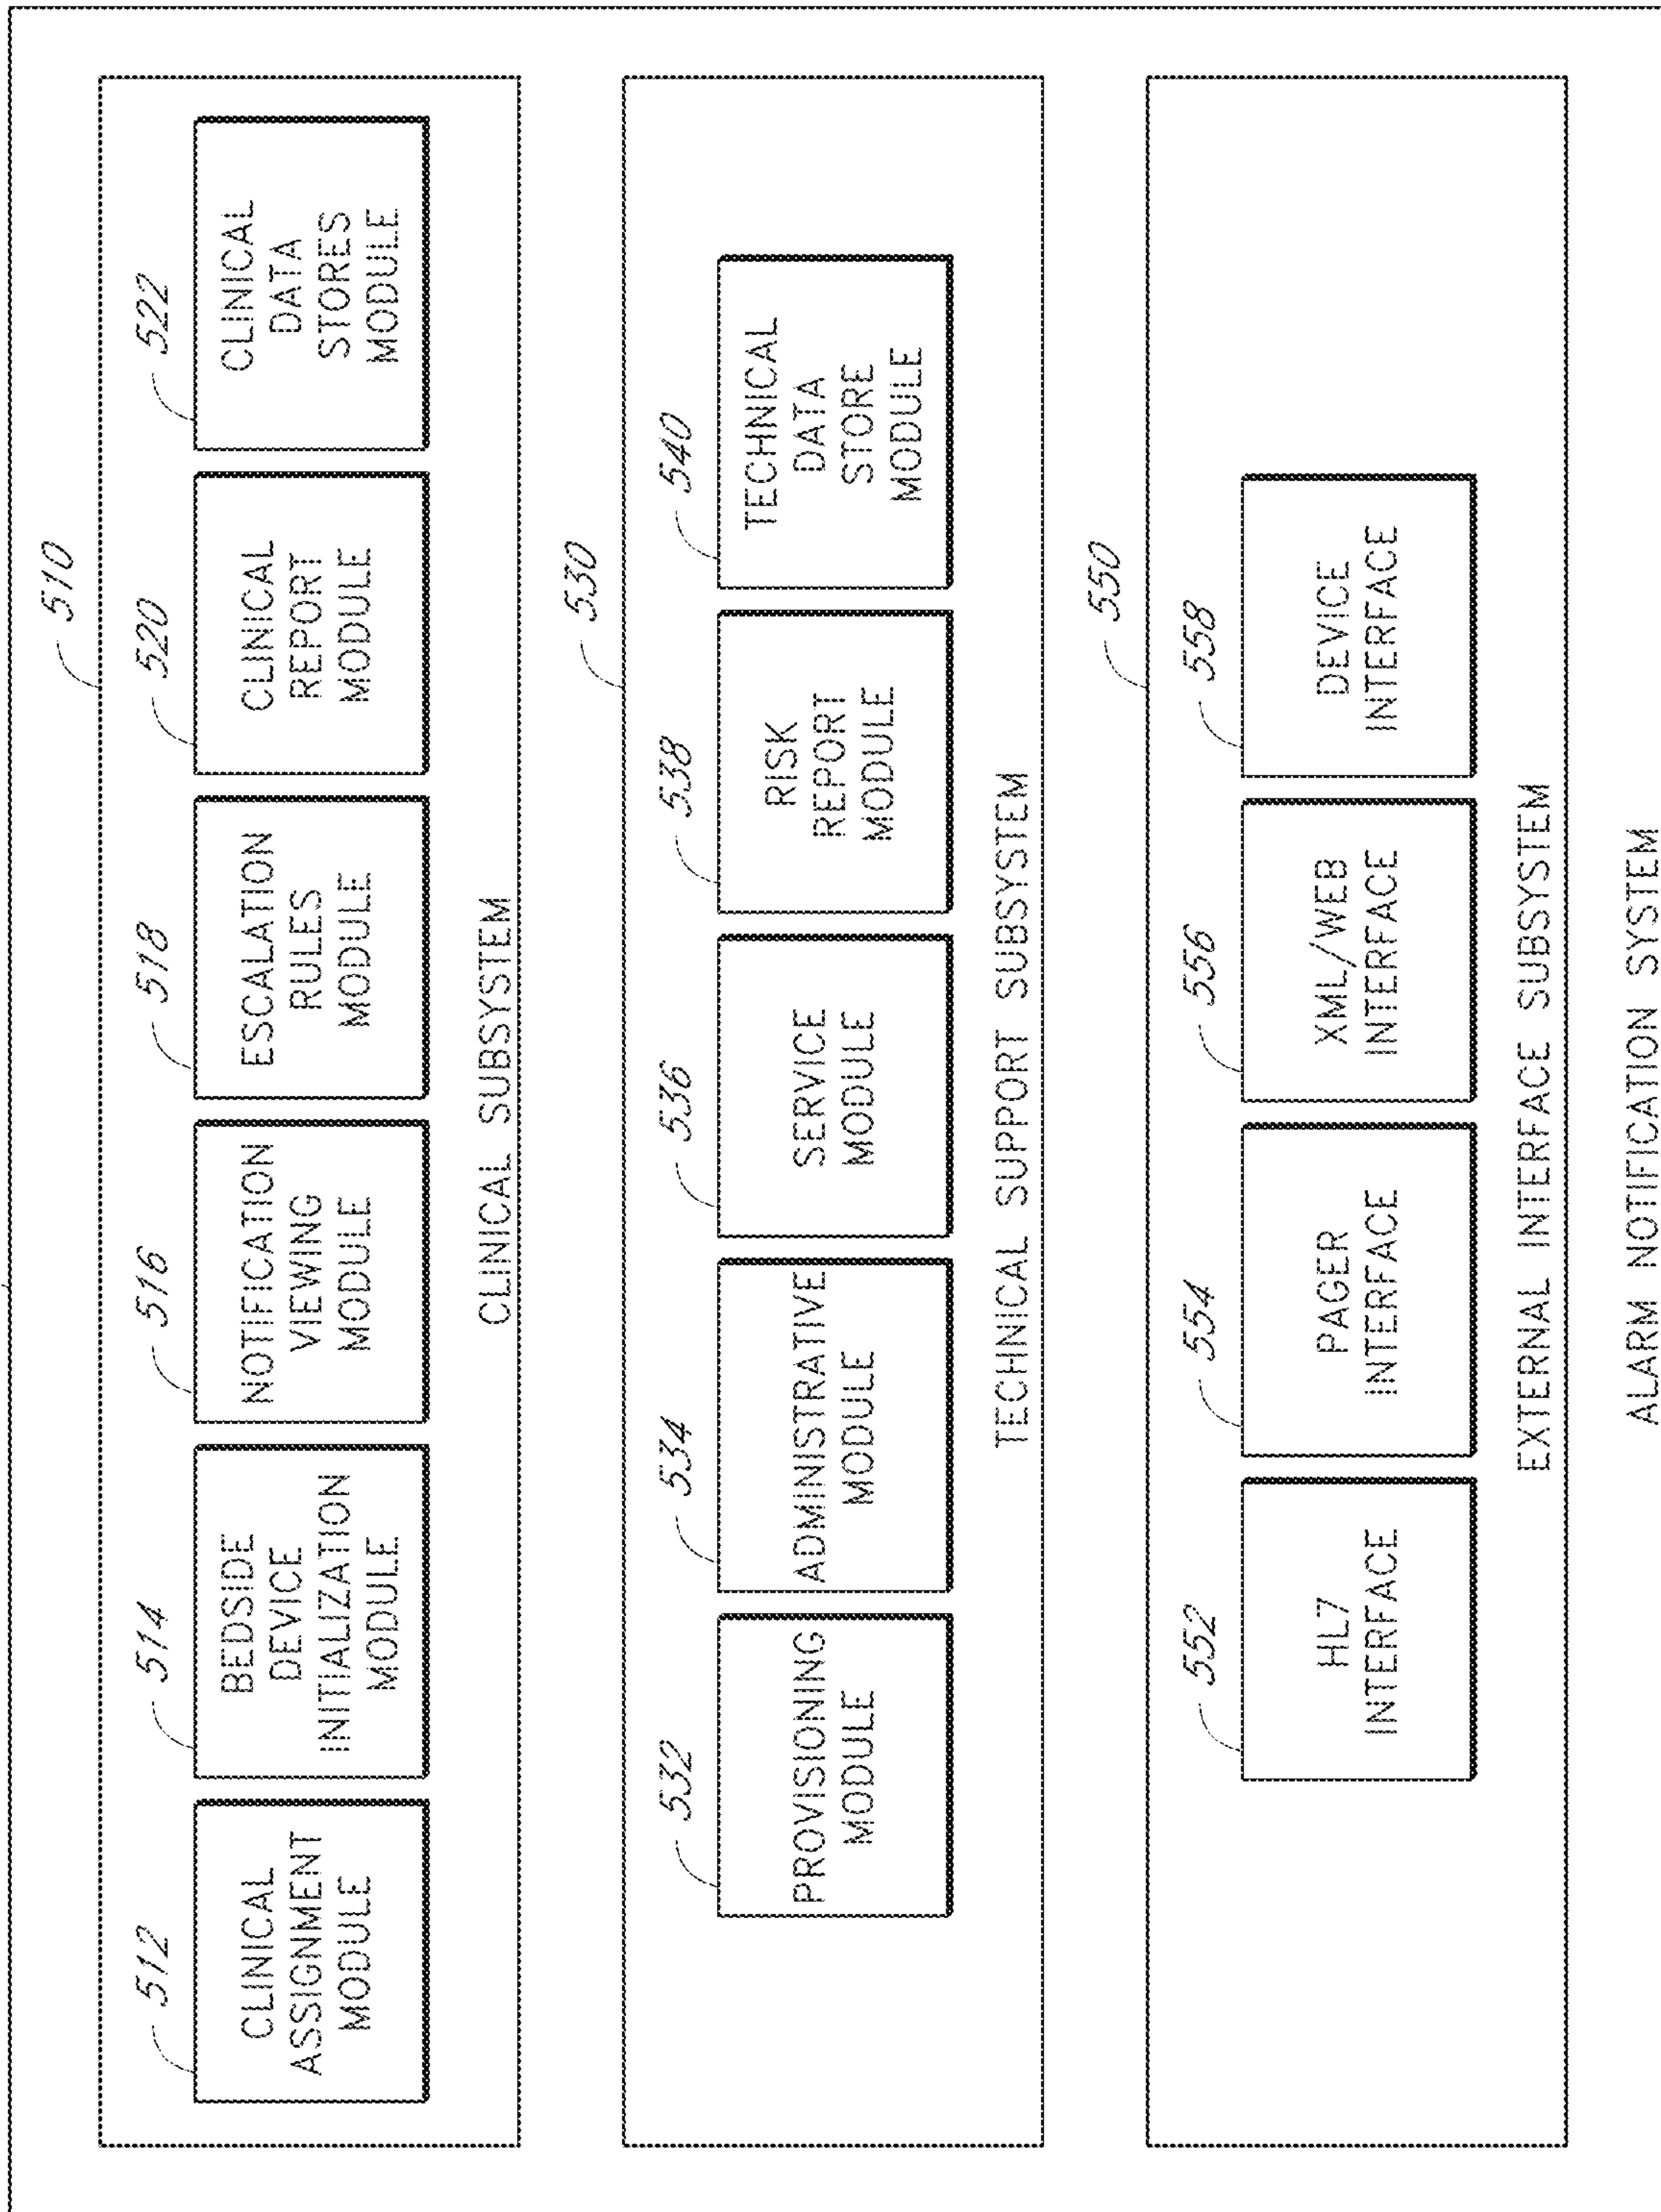 510
512
CLINICAL
ASSIGNMENT
MODULE
514
BEDSIDE
DEVICE
INITIALIZATION
MODULE
516
NOTIFICATION
VIEWING
MODULE
518
ESCALATION
RULES
MODULE
520
CLINICAL
REPORT
MODULE
522
CLINICAL
DATA
STORES
MODULE
CLINICAL SUBSYSTEM
530
532
PROVISIONING
MODULE
534
ADMINISTRATIVE
MODULE
536
SERVICE
MODULE
538
RISK
REPORT
MODULE
540
TECHNICAL
DATA
STORE
MODULE
TECHNICAL SUPPORT SUBSYSTEM
550
552
HL7
INTERFACE
554
PAGER
INTERFACE
556
XML/WEB
INTERFACE
558
DEVICE
INTERFACE
EXTERNAL INTERFACE SUBSYSTEM
ALARM NOTIFICATION SYSTEM